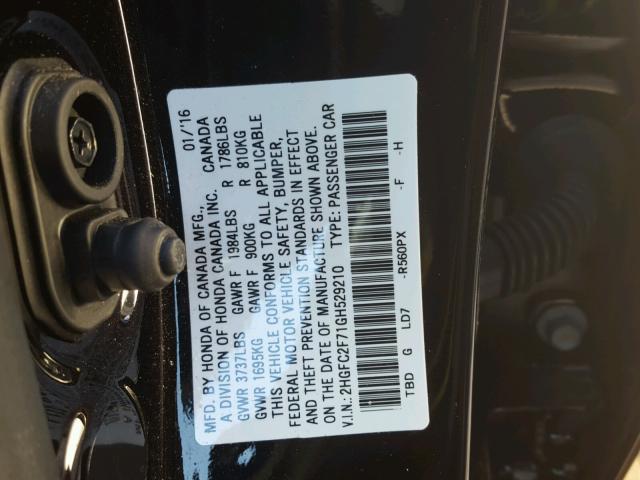 MFD. BY HONDA OF CANADA MFG., 01/'16
A DIVISION OF HONDA CANADA INC. CANADA
GVWR 3737LBS GAWR F 1984LBS R 1786LBS
GVWR 1695KG GAWR F 900KG R 810KG
THIS VEHICLE CONFORMS TO ALL APPLICABLE
FEDERAL MOTOR VEHICLE SAFETY, BUMPER,
AND THEFT PREVENTION STANDARDS IN EFFECT
ON THE DATE OF MANUFACTURE SHOWN ABOVE.
V.I.N.: 2HGFC2F71GH529210 TYPE: PASSENGER CAR
TBD G LD7 -R560PX -F -H